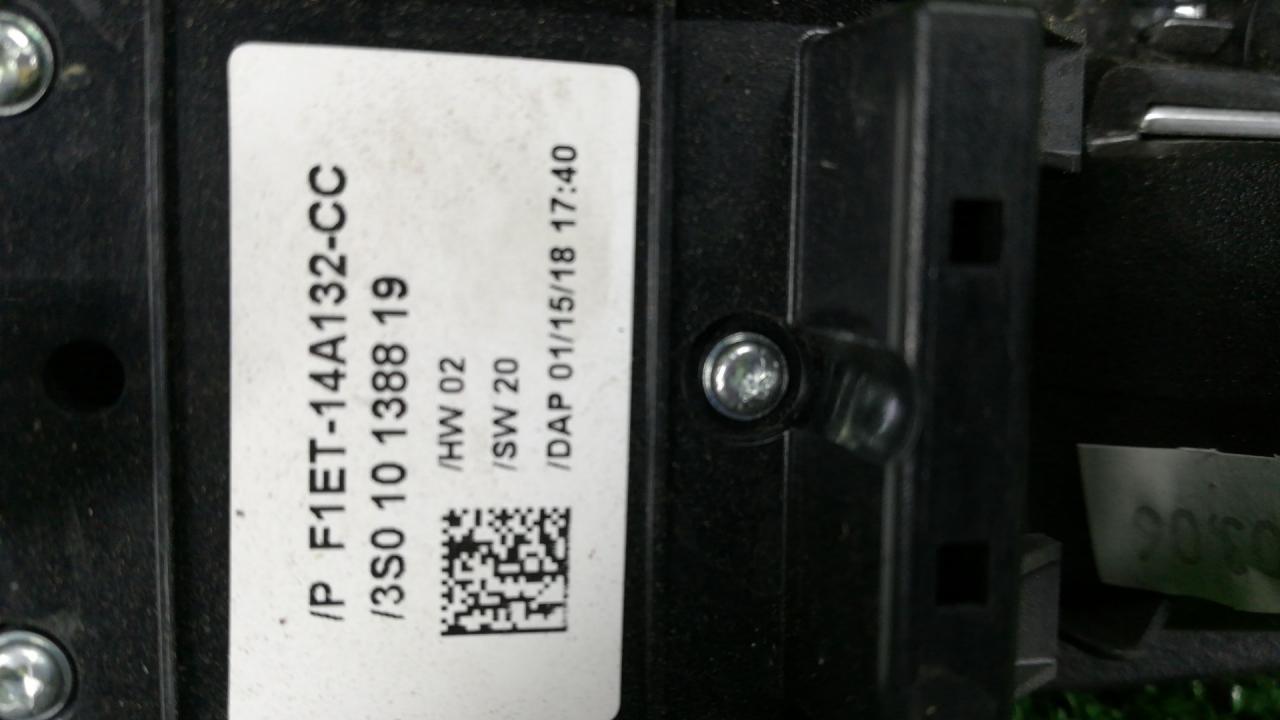 /P F1ET-14A132-CC
/3S0 10 1388 19
/HW 02
/SW 20
/DAP 01/15/18 17:40